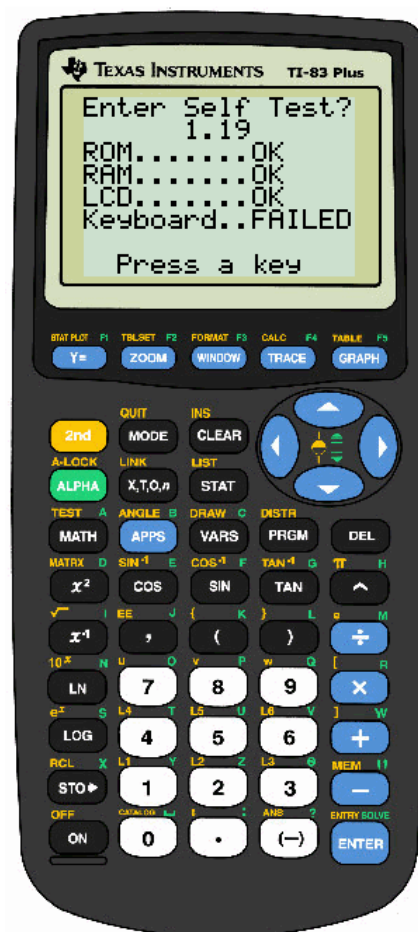 TEXAS INSTRUMENTS TI-83 Plus
Enter Self Test?
1.19
ROM.......OK
RAM.......OK
LCD.......OK
Keyboard..FAILED
Press a key
STAT PLOT F1 TBLSET F2 FORMAT F3 CALC F4 TABLE F5
Y= ZOOM WINDOW TRACE GRAPH
QUIT INS
2nd MODE CLEAR
A-LOCK LINK LIST
ALPHA X,T,O,n STAT
TEST A ANGLE B DRAW C DISTR
MATH APPS VARS PRGM DEL
MATRX D SIN⁻¹ E COS⁻¹ F TAN⁻¹ G π H
x² COS SIN TAN ^
√ I EE J { K } L e M
x⁻¹ , ( ) ÷
10ˣ N u O v P w Q [ R
LN 7 8 9 ×
eˣ S L4 T L5 U L6 V ] W
LOG 4 5 6 +
RCL X L1 Y L2 Z L3 θ MEM "
STO► 1 2 3 −
OFF CATALOG ⎵ : ANS ? ENTRY SOLVE
ON 0 . (−) ENTER